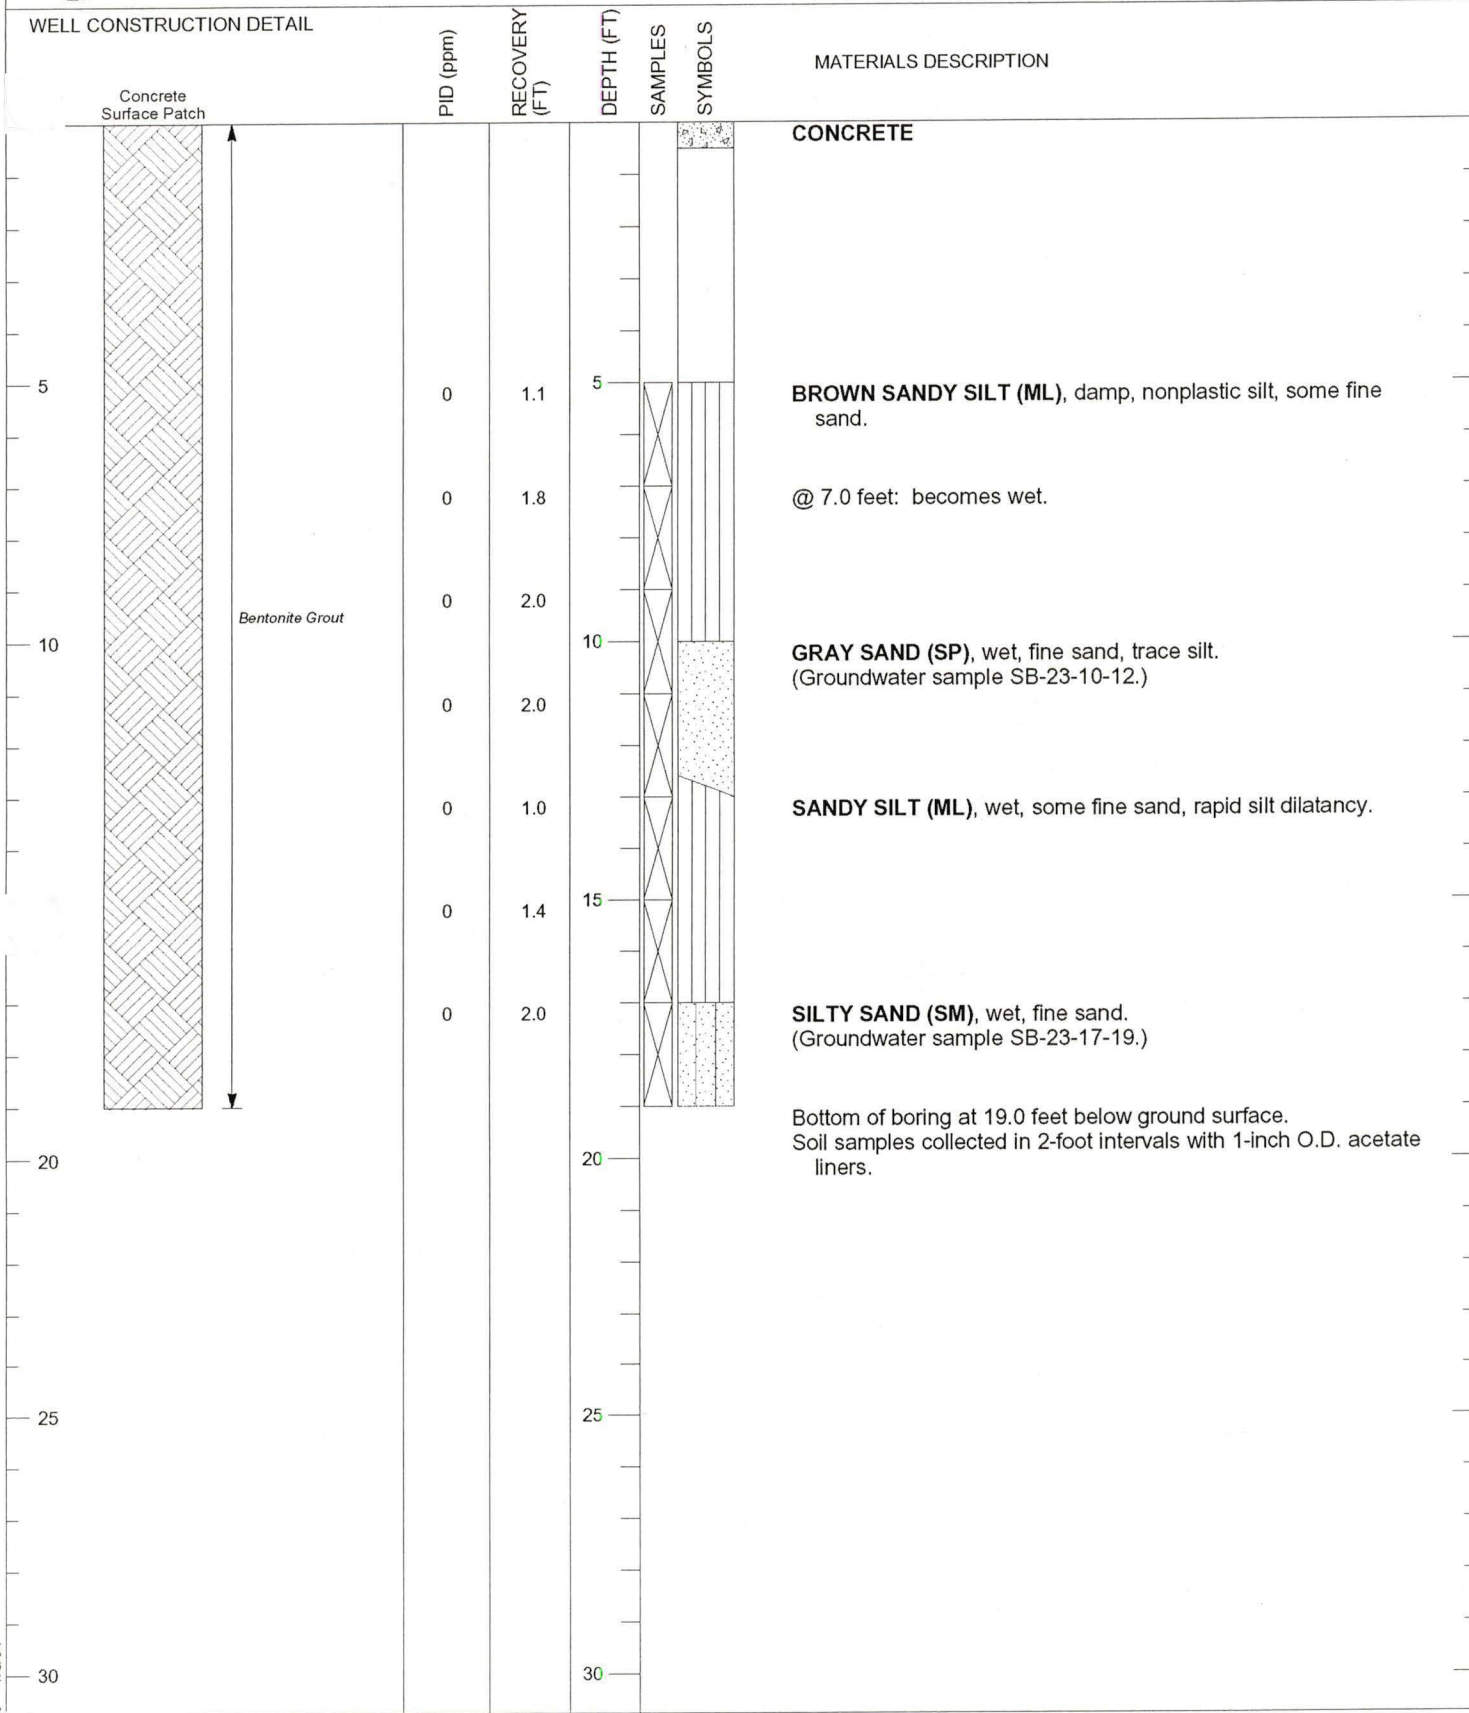 WELL CONSTRUCTION DETAIL
PID (ppm)
RECOVERY
(FT)
DEPTH (FT)
SAMPLES
SYMBOLS
MATERIALS DESCRIPTION
Concrete
Surface Patch
CONCRETE
5
0
1.1
5
BROWN SANDY SILT (ML), damp, nonplastic silt, some fine
sand.
0
1.8
@ 7.0 feet: becomes wet.
0
2.0
Bentonite Grout
10
10
GRAY SAND (SP), wet, fine sand, trace silt.
(Groundwater sample SB-23-10-12.)
0
2.0
0
1.0
SANDY SILT (ML), wet, some fine sand, rapid silt dilatancy.
15
0
1.4
0
2.0
SILTY SAND (SM), wet, fine sand.
(Groundwater sample SB-23-17-19.)
Bottom of boring at 19.0 feet below ground surface.
Soil samples collected in 2-foot intervals with 1-inch O.D. acetate
liners.
20
20
25
25
30
30